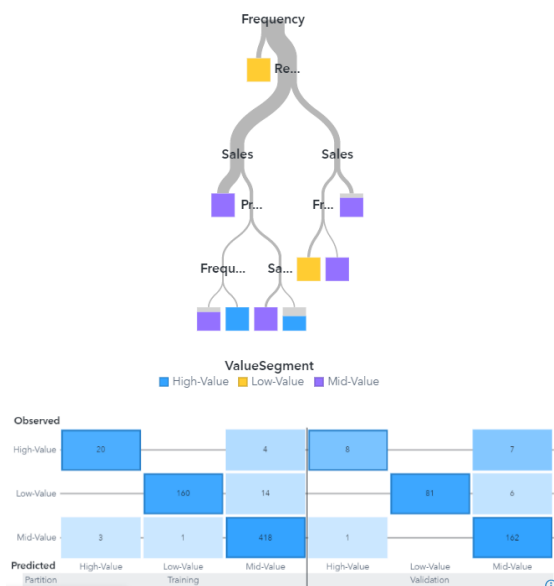 Frequency
Re...
Sales Sales
Pr... Fr...
Frequ... Sa...
ValueSegment
High-Value Low-Value Mid-Value
Observed
High-Value 20 4 8 7
Low-Value 160 14 81 6
Mid-Value 3 1 418 1 162
Predicted High-Value Low-Value Mid-Value High-Value Low-Value Mid-Value
Partition Training Validation